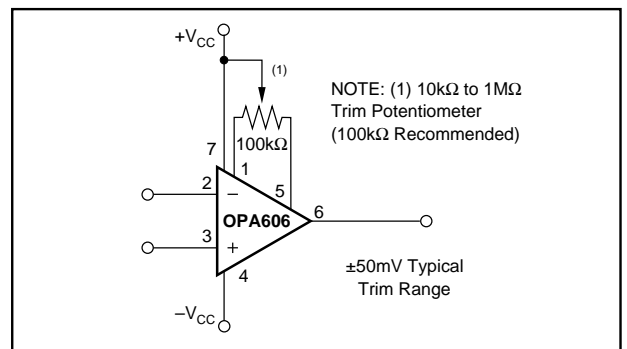 +VCC
(1)
NOTE: (1) 10kΩ to 1MΩ
Trim Potentiometer
(100kΩ Recommended)
100kΩ
7
1
5
2
–
OPA606
6
3
+
4
±50mV Typical
Trim Range
–VCC